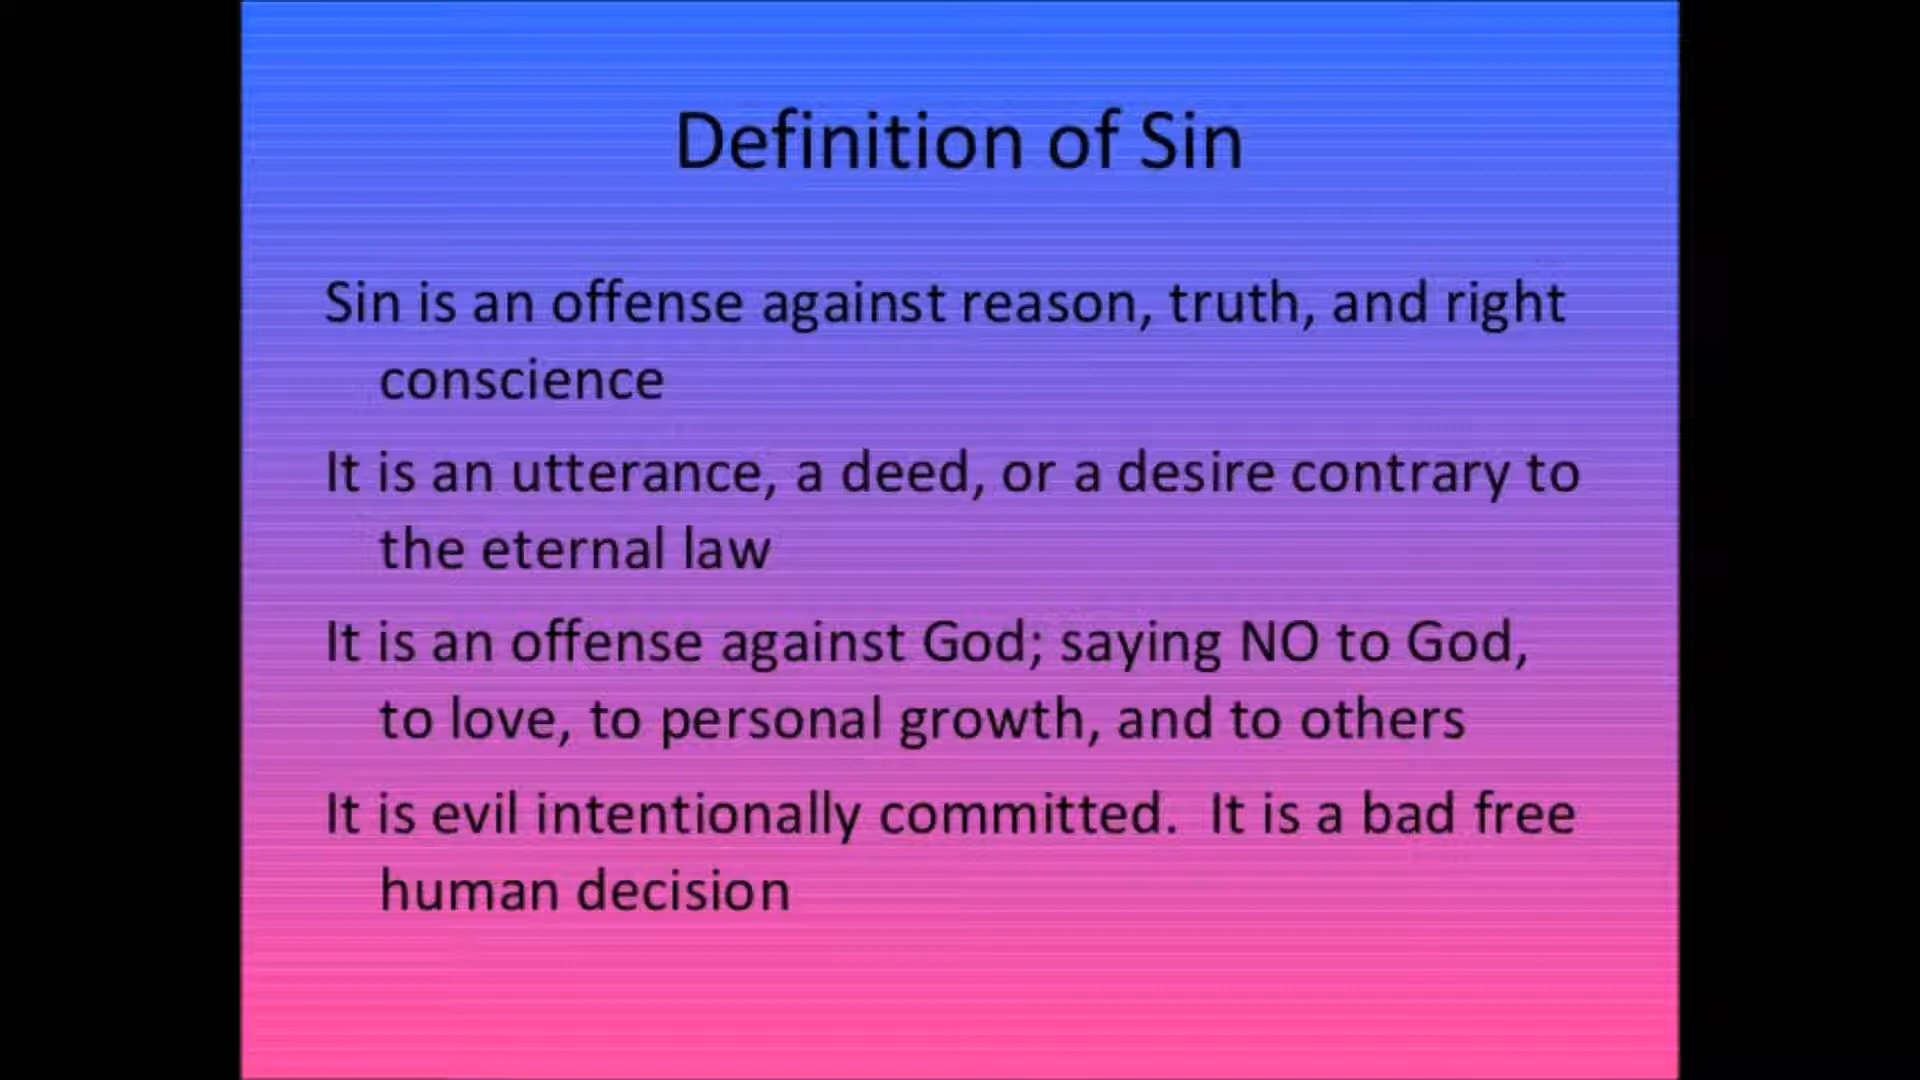 Definition of Sin
Sin is an offense against reason, truth, and right
conscience
It is an utterance, a deed, or a desire contrary to
the eternal law
It is an offense against God; saying NO to God,
to love, to personal growth, and to others
It is evil intentionally committed.  It is a bad free
human decision